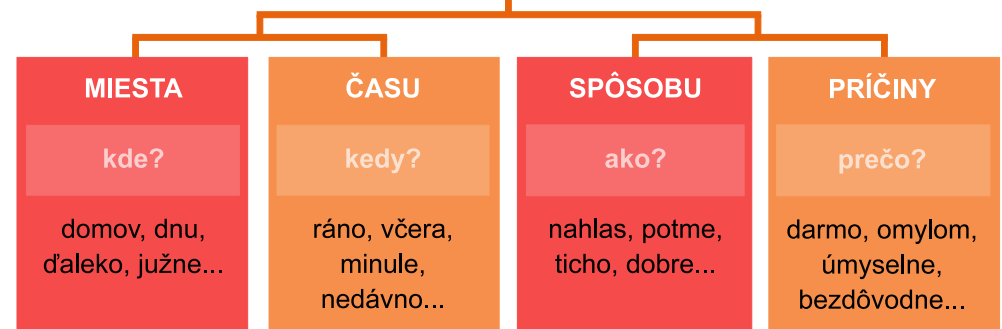 MIESTA
kde?
domov, dnu,
ďaleko, južne...
ČASU
kedy?
ráno, včera,
minule,
nedávno...
SPÔSOBU
ako?
nahlas, potme,
ticho, dobre...
PRÍČINY
prečo?
darmo, omylom,
úmyselne,
bezdôvodne...